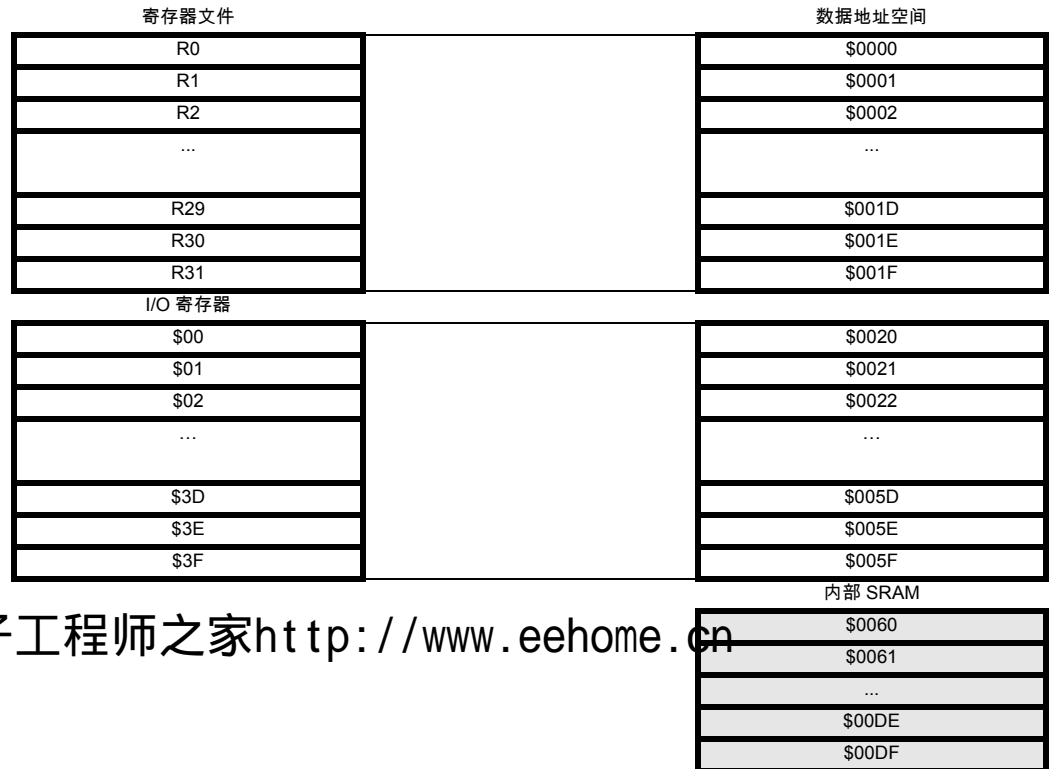 寄存器文件 数据地址空间
R0 $0000
R1 $0001
R2 $0002
... ...
R29 $001D
R30 $001E
R31 $001F
I/O 寄存器
$00 $0020
$01 $0021
$02 $0022
… …
$3D $005D
$3E $005E
$3F $005F
内部 SRAM
$0060
子工程师之家http://www.eehome.cn
$0061
...
$00DE
$00DF